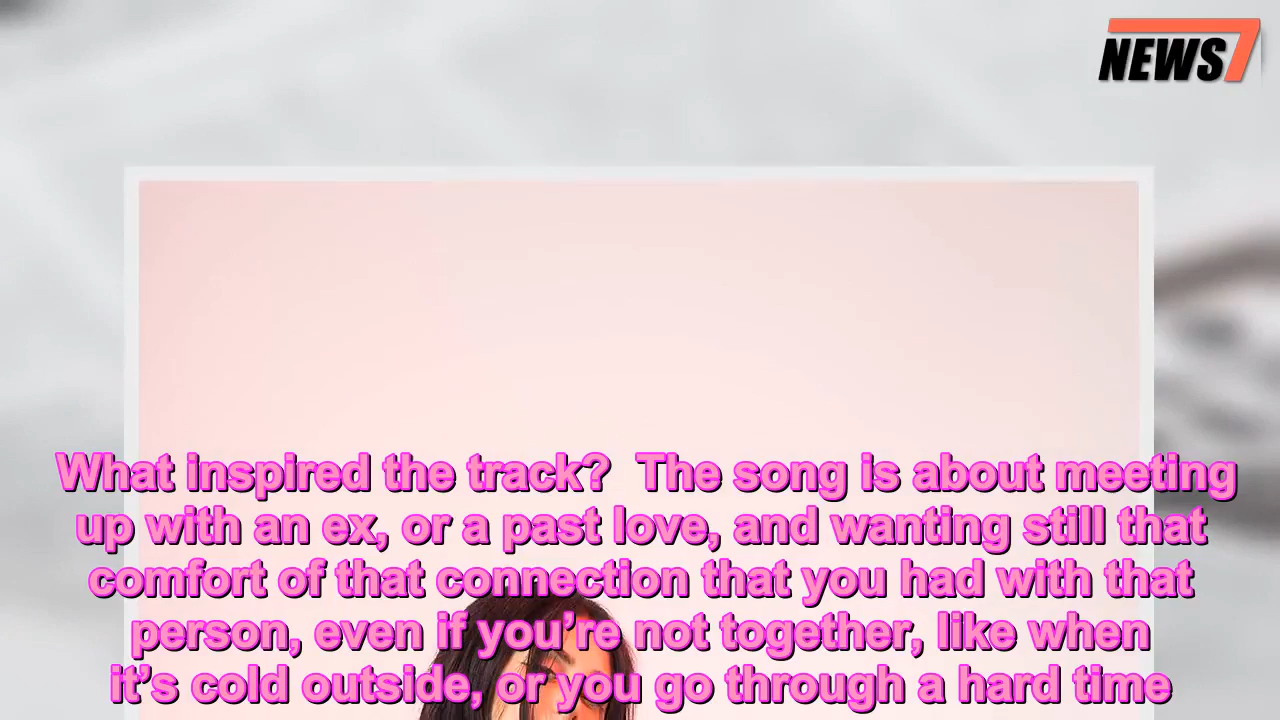 NEWS7
What inspired the track?  The song is about meeting
up with an ex, or a past love, and wanting still that
comfort of that connection that you had with that
person, even if you’re not together, like when
it’s cold outside, or you go through a hard time